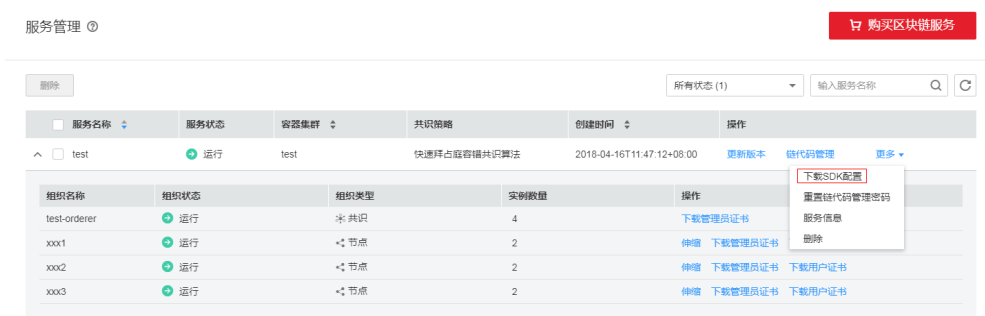 服务管理
购买区块链服务
删除 所有状态 (1) 输入服务名称
服务名称 服务状态 容器集群 共识策略 创建时间 操作
test 运行 test 快速拜占庭容错共识算法 2018-04-16T11:47:12+08:00 更新版本 链代码管理 更多
下载SDK配置
重置链代码管理密码
服务信息
删除
组织名称 组织状态 组织类型 实例数量 操作
test-orderer 运行 共识 4 下载管理员证书
xxx1 运行 节点 2 伸缩 下载管理员证书
xxx2 运行 节点 2 伸缩 下载管理员证书 下载用户证书
xxx3 运行 节点 2 伸缩 下载管理员证书 下载用户证书